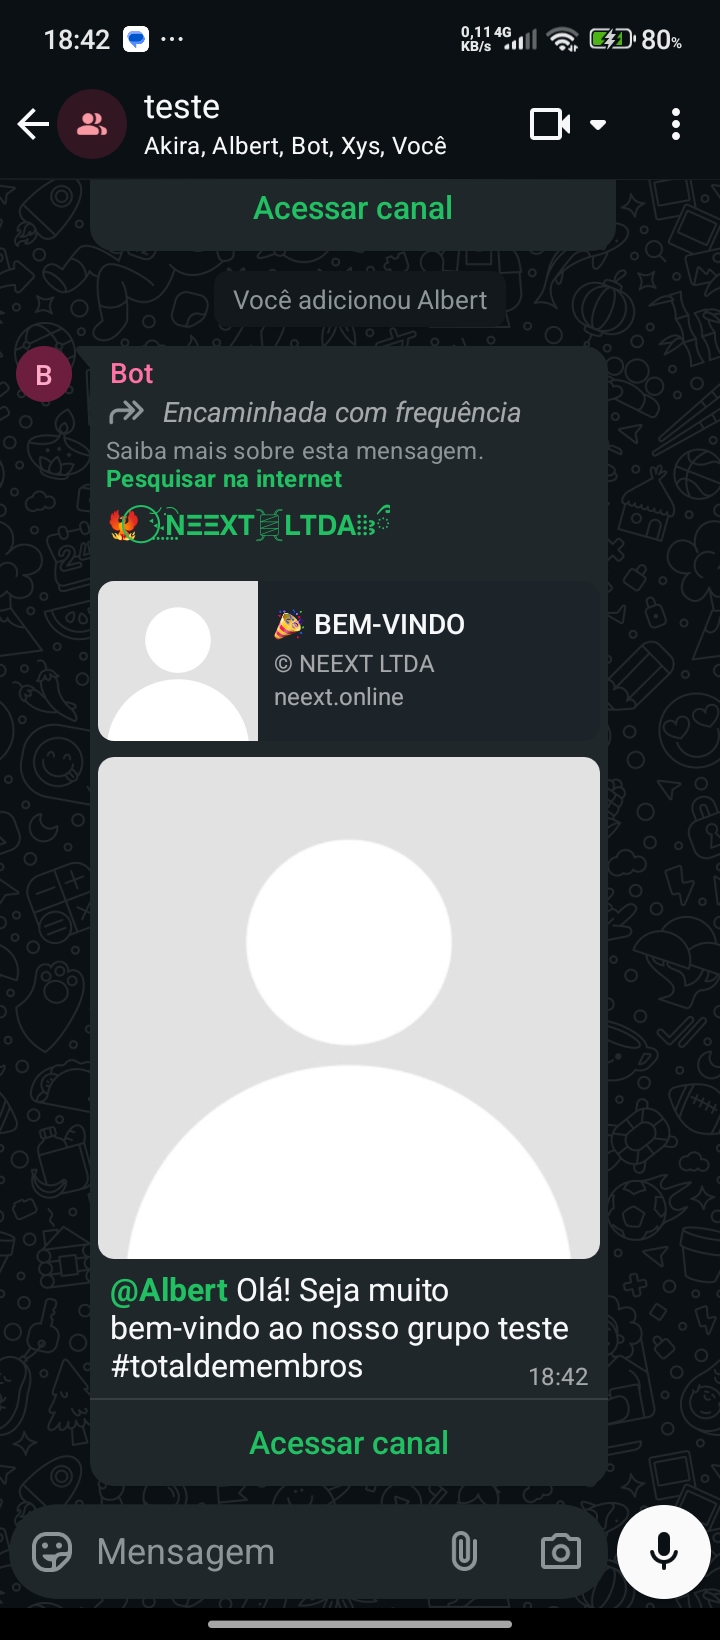 18:42
0,11 4G
KB/s
80%
teste
Akira, Albert, Bot, Xys, Você
Acessar canal
Você adicionou Albert
B
Bot
Encaminhada com frequência
Saiba mais sobre esta mensagem.
Pesquisar na internet
NΞΞXT LTDA
🎉 BEM-VINDO
© NEEXT LTDA
neext.online
@Albert Olá! Seja muito
bem-vindo ao nosso grupo teste
#totaldemembros
18:42
Acessar canal
Mensagem